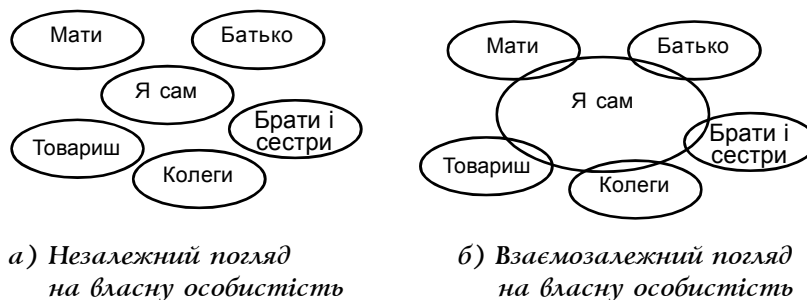 Мати
Батько
Я сам
Брати і
сестри
Товариш
Колеги
а) Незалежний погляд
на власну особистість
Мати
Батько
Я сам
Брати і
сестри
Товариш
Колеги
б) Взаємозалежний погляд
на власну особистість